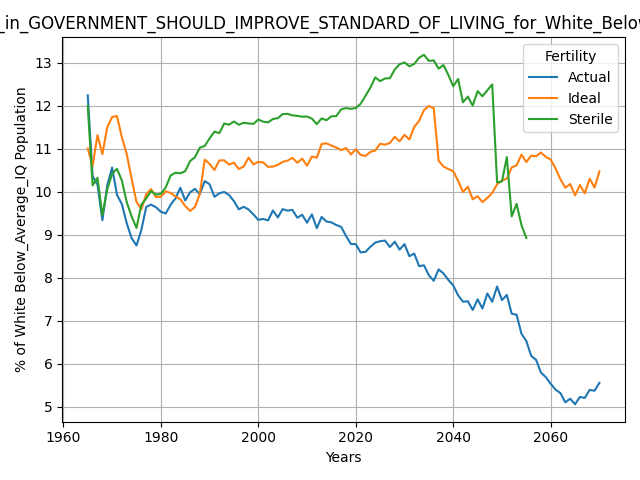 _in_GOVERNMENT_SHOULD_IMPROVE_STANDARD_OF_LIVING_for_White_Below
% of White Below_Average_IQ Population
13
12
11
10
9
8
7
6
5
1960
1980
2000
2020
2040
2060
Years
Fertility
Actual
Ideal
Sterile